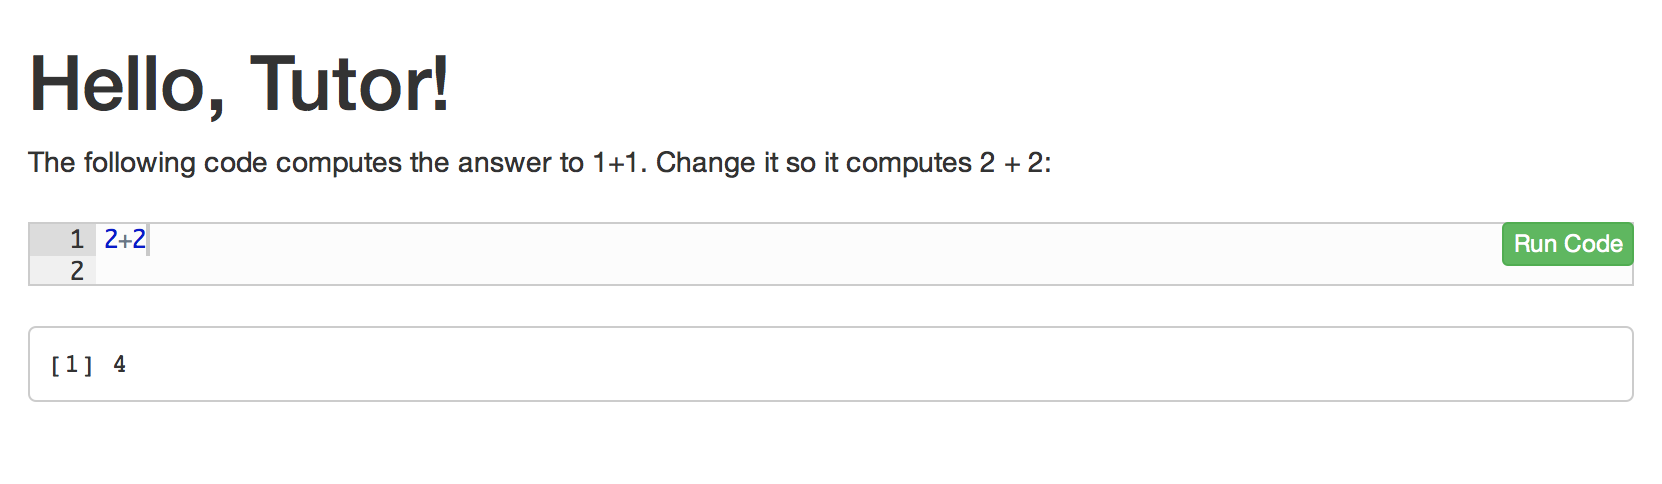 Hello, Tutor!
The following code computes the answer to 1+1. Change it so it computes 2 + 2:
1 2+2 Run Code
2
[1] 4